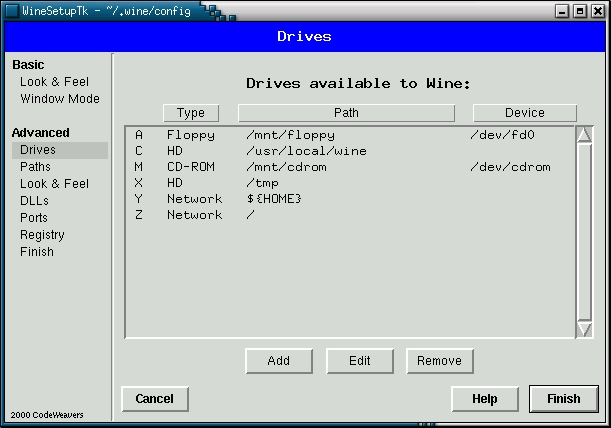 WineSetupTk - ~/.wine/config
Drives
Basic
Look & Feel
Window Mode
Advanced
Drives
Paths
Look & Feel
DLLs
Ports
Registry
Finish
Drives available to Wine:
Type Path Device
A Floppy /mnt/floppy /dev/fd0
C HD /usr/local/wine
M CD-ROM /mnt/cdrom /dev/cdrom
X HD /tmp
Y Network ${HOME}
Z Network /
Add Edit Remove
Cancel Help Finish
2000 CodeWeavers